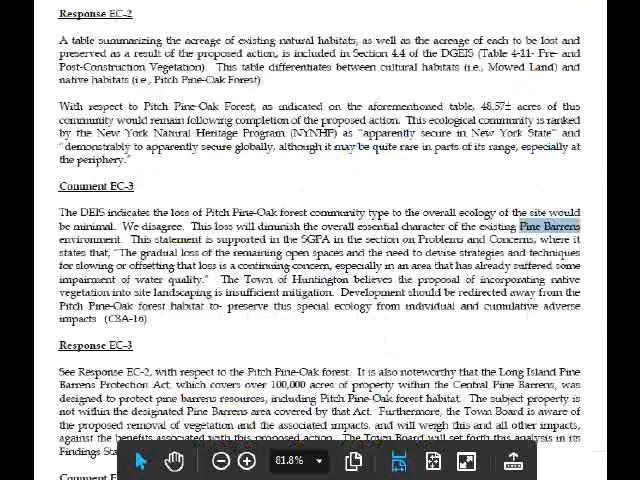 Response EC-2
A table summarizing the acreage of existing natural habitats, as well as the acreage of each to be lost and
preserved as a result of the proposed action, is included in Section 4.4 of the DGEIS (Table 4-11- Pre- and
Post-Construction Vegetation). This table differentiates between cultural habitats (i.e., Mowed Land) and
native habitats (i.e., Pitch Pine-Oak Forest).
With respect to Pitch Pine-Oak Forest, as indicated on the aforementioned table, 48.57± acres of this
community would remain following completion of the proposed action. This ecological community is ranked
by the New York Natural Heritage Program (NYNHP) as "apparently secure in New York State" and
"demonstrably to apparently secure globally, although it may be quite rare in parts of its range, especially at
the periphery."
Comment EC-3
The DEIS indicates the loss of Pitch Pine-Oak forest community type to the overall ecology of the site would
be minimal. We disagree. This loss will diminish the overall essential character of the existing Pine Barrens
environment. This statement is supported in the SGPA in the section on Problems and Concerns, where it
states that, "The gradual loss of the remaining open spaces and the need to devise strategies and techniques
for slowing or offsetting that loss is a continuing concern, especially in an area that has already suffered some
impairment of water quality." The Town of Huntington believes the proposal of incorporating native
vegetation into site landscaping is insufficient mitigation. Development should be redirected away from the
Pitch Pine-Oak forest habitat to- preserve this special ecology from individual and cumulative adverse
impacts (CBA-16).
Response EC-3
See Response EC-2, with respect to the Pitch Pine-Oak forest. It is also noteworthy that the Long Island Pine
Barrens Protection Act, which covers over 100,000 acres of property within the Central Pine Barrens, was
designed to protect pine barrens resources, including Pitch Pine-Oak forest habitat. The subject property is
not within the designated Pine Barrens area covered by that Act. Furthermore, the Town Board is aware of
the proposed removal of vegetation and the associated impacts, and will weigh this and all other impacts,
against the benefits associated with this proposed action. The Town Board will set forth this analysis in its
Findings Sta
81.8%